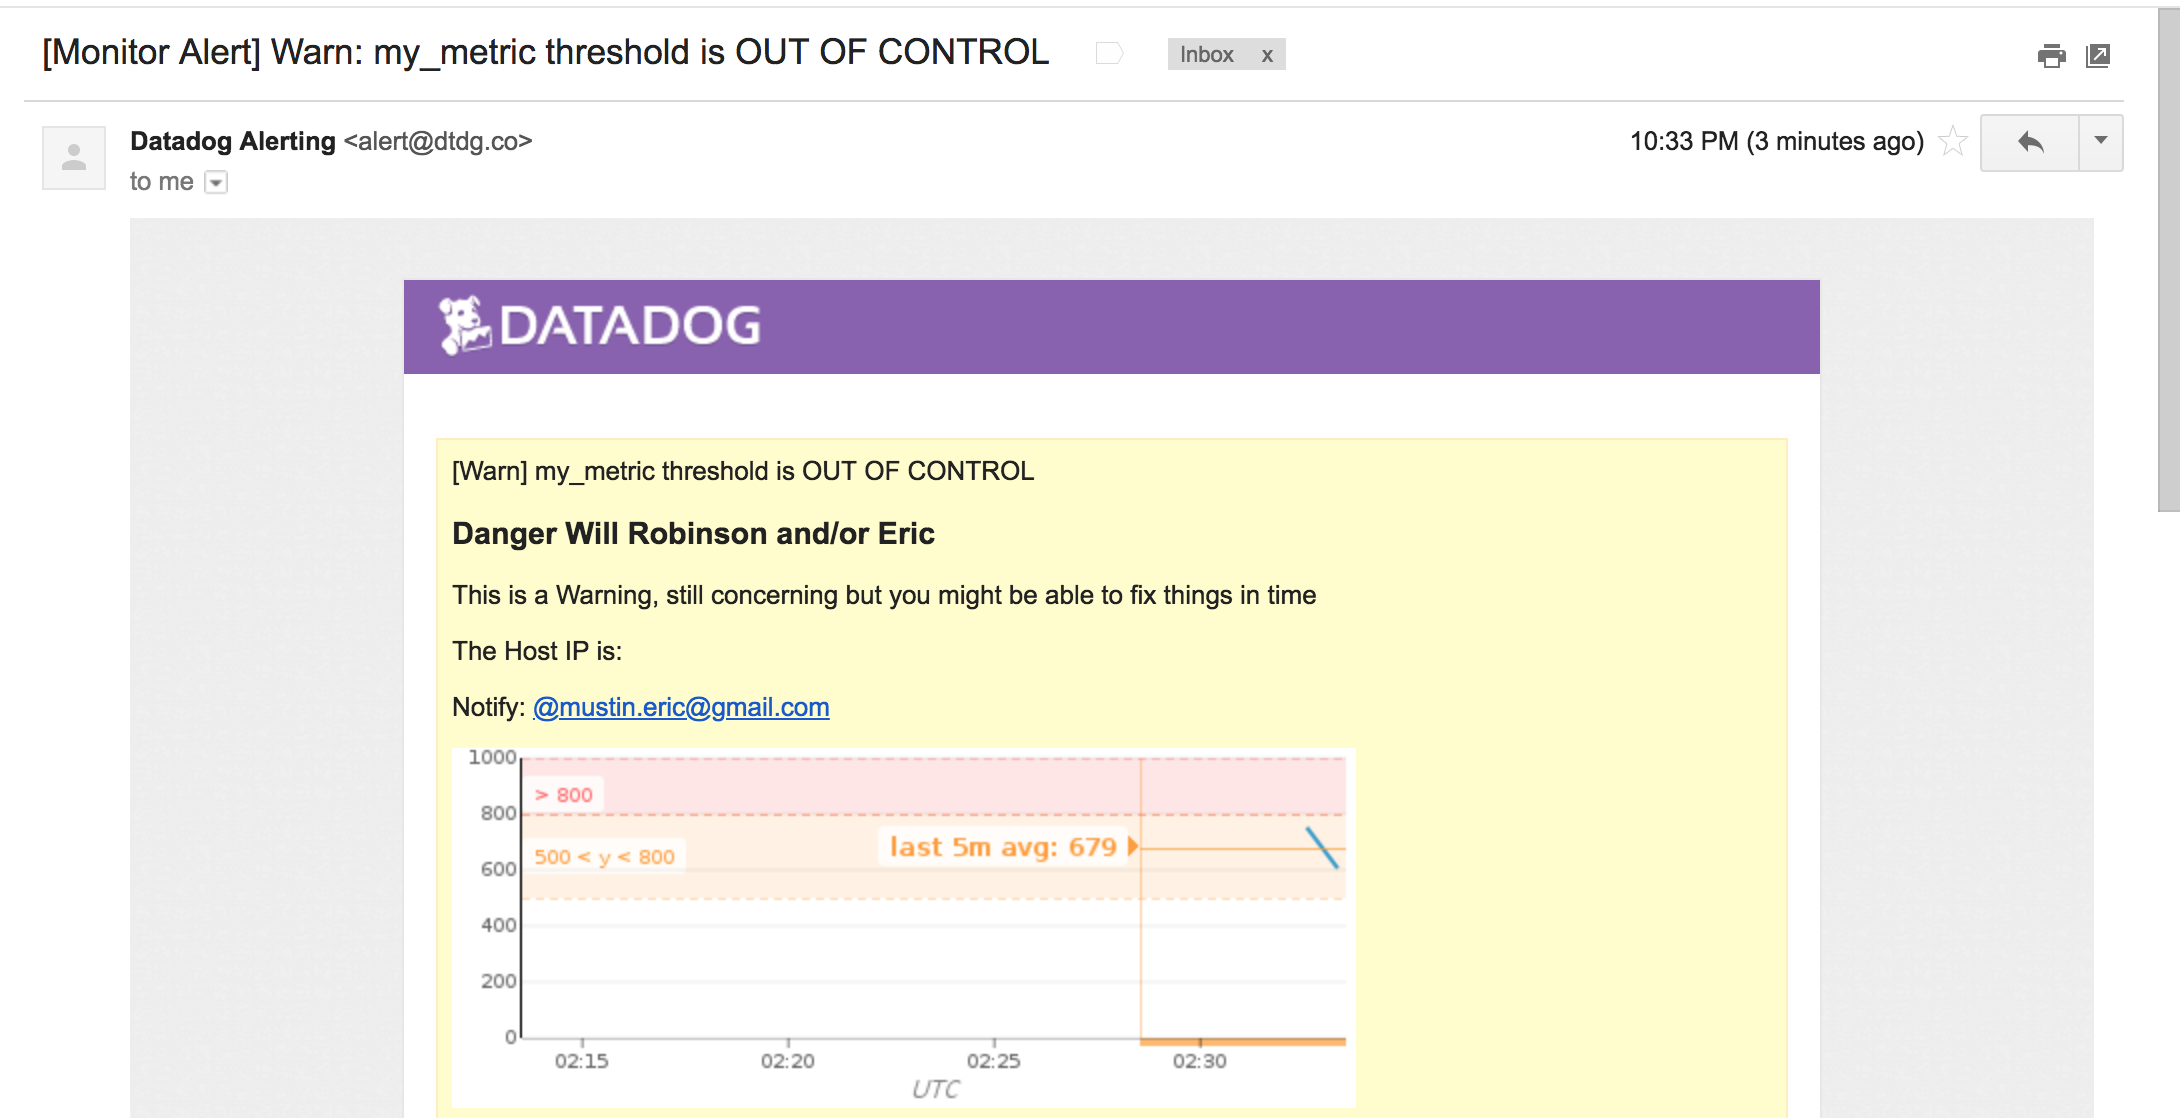 [Monitor Alert] Warn: my_metric threshold is OUT OF CONTROL Inbox x
Datadog Alerting <alert@dtdg.co> 10:33 PM (3 minutes ago)
to me
DATADOG
[Warn] my_metric threshold is OUT OF CONTROL
Danger Will Robinson and/or Eric
This is a Warning, still concerning but you might be able to fix things in time
The Host IP is:
Notify: @mustin.eric@gmail.com
1000
> 800
800
last 5m avg: 679
500 < y < 800
600
400
200
0
02:15 02:20 02:25 02:30
UTC